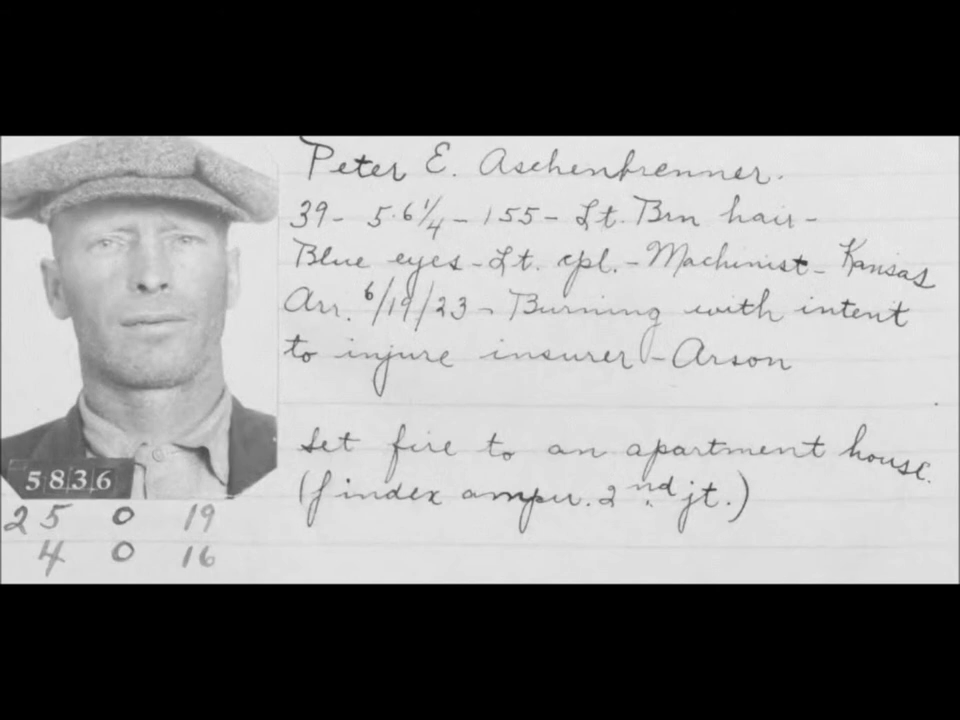 Peter E. Aschenbrenner.
39 - 5.6 1/4 - 155 - Lt. Brn hair -
Blue eyes - Lt. cpl. - Machinist - Kansas
Arr. 6/19/23 - Burning with intent
to injure insurer - Arson
Set fire to an apartment house.
(f index ampu. 2nd jt.)
5836
25 0 19
4 0 16